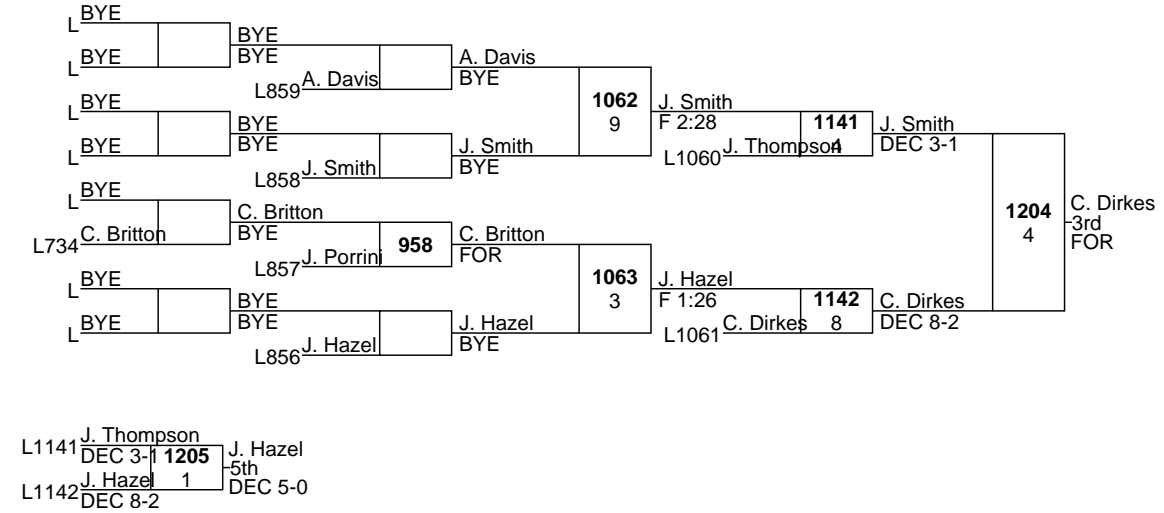 L BYE
BYE
BYE
L BYE
A. Davis
BYE
L859 A. Davis
L BYE
1062
9
J. Smith
F 2:28
BYE
BYE
L BYE
J. Smith
BYE
L858 J. Smith
1141
4
L1060 J. Thompson
J. Smith
DEC 3-1
L BYE
C. Britton
BYE
L734 C. Britton
958
C. Britton
FOR
L857 J. Porrini
1204
4
C. Dirkes
3rd
FOR
L BYE
1063
3
J. Hazel
F 1:26
BYE
BYE
L BYE
J. Hazel
BYE
L856 J. Hazel
1142
8
L1061 C. Dirkes
C. Dirkes
DEC 8-2
L1141 J. Thompson
DEC 3-1
1205
1
J. Hazel
5th
DEC 5-0
L1142 J. Hazel
DEC 8-2